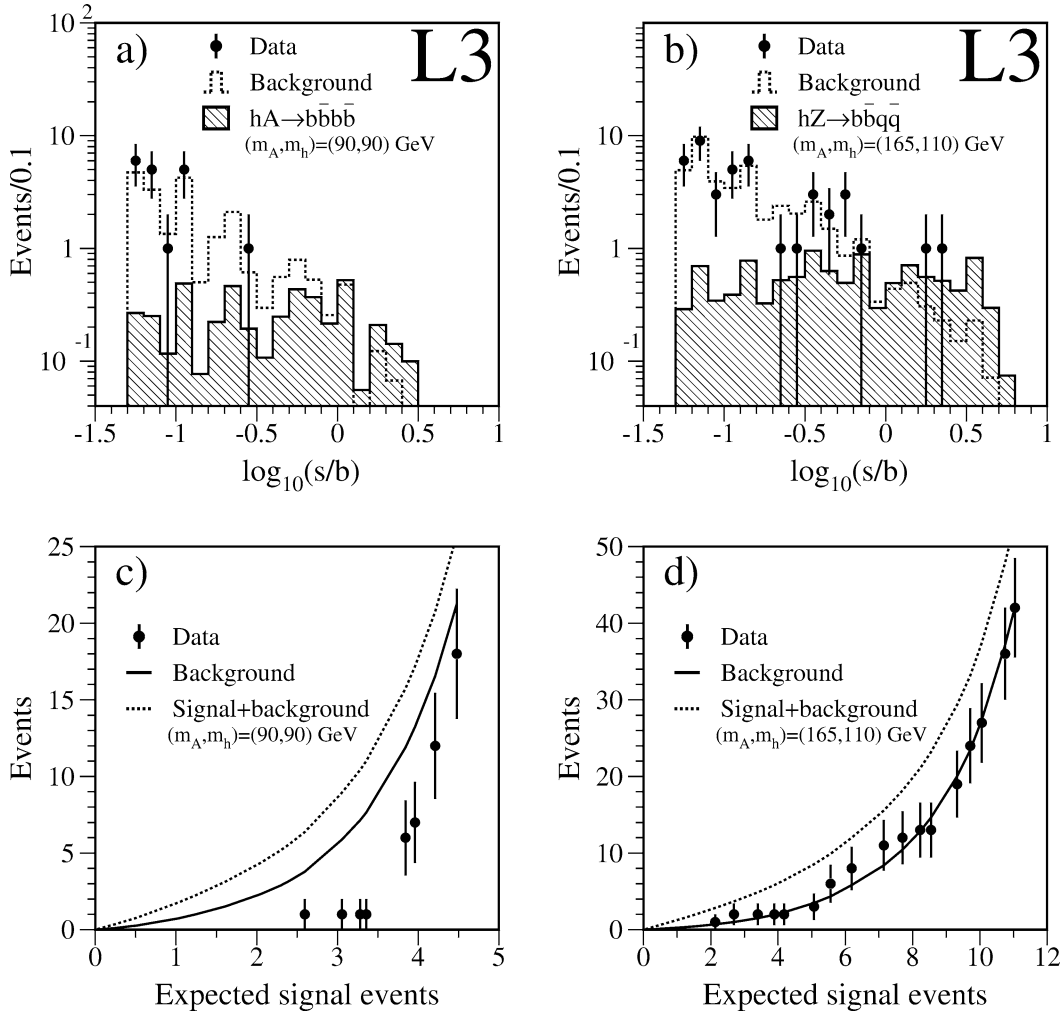 a)
L3
Data
Background
hA→bb̄bb̄
(m_A,m_h)=(90,90) GeV
Events/0.1
10²
10
1
10⁻¹
-1.5 -1 -0.5 0 0.5 1
log₁₀(s/b)
b)
L3
Data
Background
hZ→bb̄qq̄
(m_A,m_h)=(165,110) GeV
Events/0.1
10
1
10⁻¹
-1.5 -1 -0.5 0 0.5 1
log₁₀(s/b)
c)
Data
Background
Signal+background
(m_A,m_h)=(90,90) GeV
Events
25
20
15
10
5
0
0 1 2 3 4 5
Expected signal events
d)
Data
Background
Signal+background
(m_A,m_h)=(165,110) GeV
Events
50
40
30
20
10
0
0 2 4 6 8 10 12
Expected signal events